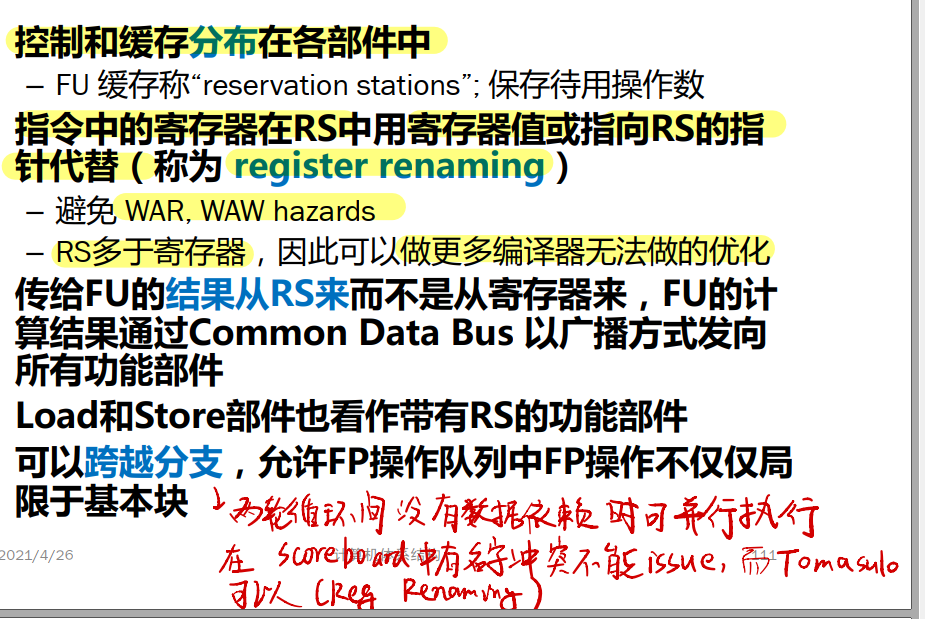 控制和缓存分布在各部件中
– FU 缓存称“reservation stations”; 保存待用操作数
指令中的寄存器在RS中用寄存器值或指向RS的指
针代替（称为 register renaming ）
– 避免 WAR, WAW hazards
– RS多于寄存器，因此可以做更多编译器无法做的优化
传给FU的结果从RS来而不是从寄存器来，FU的计
算结果通过Common Data Bus 以广播方式发向
所有功能部件
Load和Store部件也看作带有RS的功能部件
可以跨越分支，允许FP操作队列中FP操作不仅仅局
限于基本块
两轮循环间没有数据依赖时可并行执行
2021/4/26
计算机体系结构
111
在 scoreboard 中有名字冲突不能issue, 而Tomasulo
可以 (Reg Renaming)